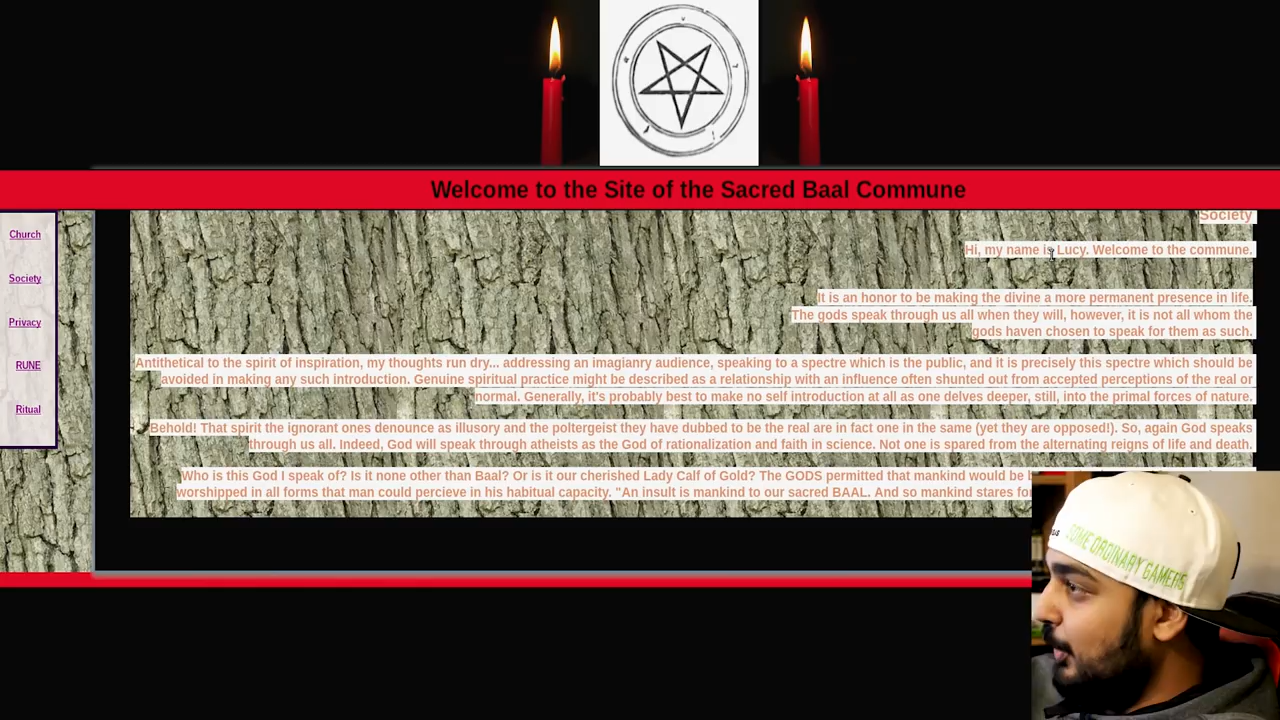 Welcome to the Site of the Sacred Baal Commune
Church
Society
Privacy
RUNE
Ritual
Society
Hi, my name is Lucy. Welcome to the commune.
It is an honor to be making the divine a more permanent presence in life.
The gods speak through us all when they will, however, it is not all whom the
gods haven chosen to speak for them as such.
Antithetical to the spirit of inspiration, my thoughts run dry... addressing an imagianry audience, speaking to a spectre which is the public, and it is precisely this spectre which should be
avoided in making any such introduction. Genuine spiritual practice might be described as a relationship with an influence often shunted out from accepted perceptions of the real or
normal. Generally, it's probably best to make no self introduction at all as one delves deeper, still, into the primal forces of nature.
Behold! That spirit the ignorant ones denounce as illusory and the poltergeist they have dubbed to be the real are in fact one in the same (yet they are opposed!). So, again God speaks
through us all. Indeed, God will speak through atheists as the God of rationalization and faith in science. Not one is spared from the alternating reigns of life and death.
Who is this God I speak of? Is it none other than Baal? Or is it our cherished Lady Calf of Gold? The GODS permitted that mankind would be
worshipped in all forms that man could percieve in his habitual capacity. "An insult is mankind to our sacred BAAL. And so mankind stares
SOME ORDINARY GAMERS